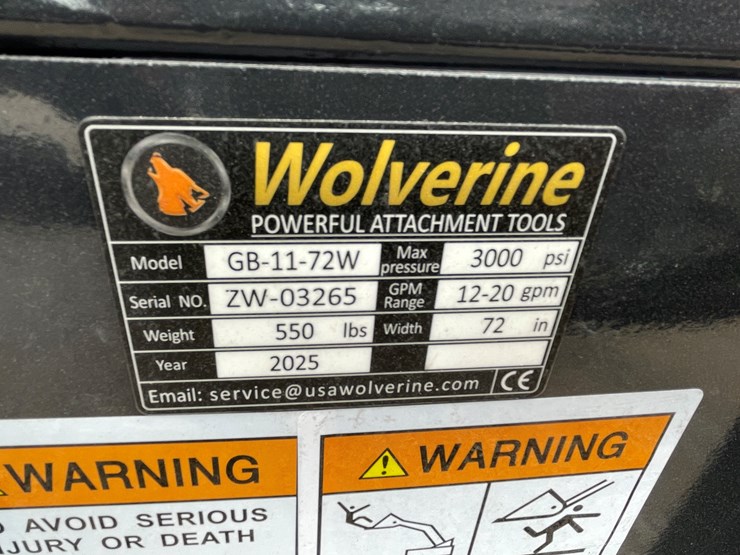 Wolverine
POWERFUL ATTACHMENT TOOLS
Model GB-11-72W Max pressure 3000 psi
Serial NO. ZW-03265 GPM Range 12-20 gpm
Weight 550 lbs Width 72 in
Year 2025
Email: service@usawolverine.com CE
WARNING
AVOID SERIOUS
OR DEATH
WARNING